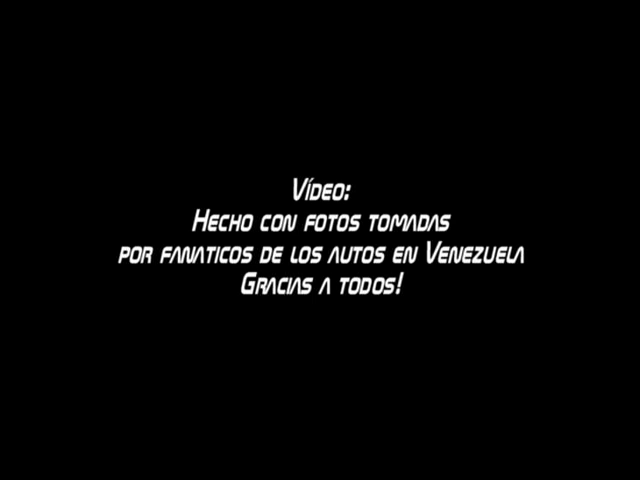 Vídeo:
Hecho con fotos tomadas
por fanaticos de los autos en Venezuela
Gracias a todos!